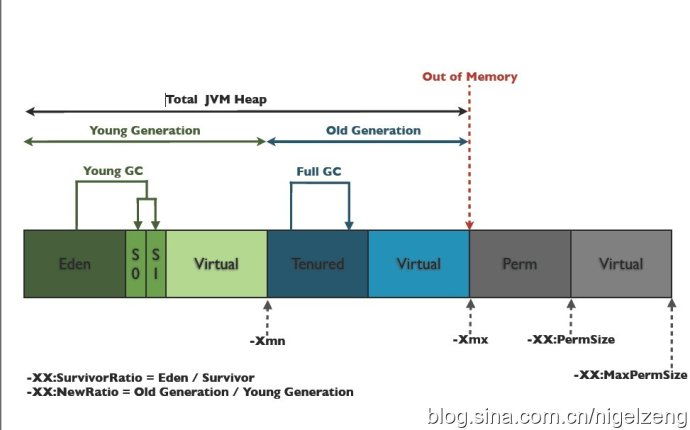 Out of Memory
Total JVM Heap
Young Generation
Old Generation
Young GC
Full GC
Eden
S0
S1
Virtual
Tenured
Virtual
Perm
Virtual
-Xmn
-Xmx
-XX:PermSize
-XX:MaxPermSize
-XX:SurvivorRatio = Eden / Survivor
-XX:NewRatio = Old Generation / Young Generation
blog.sina.com.cn/nigelzeng